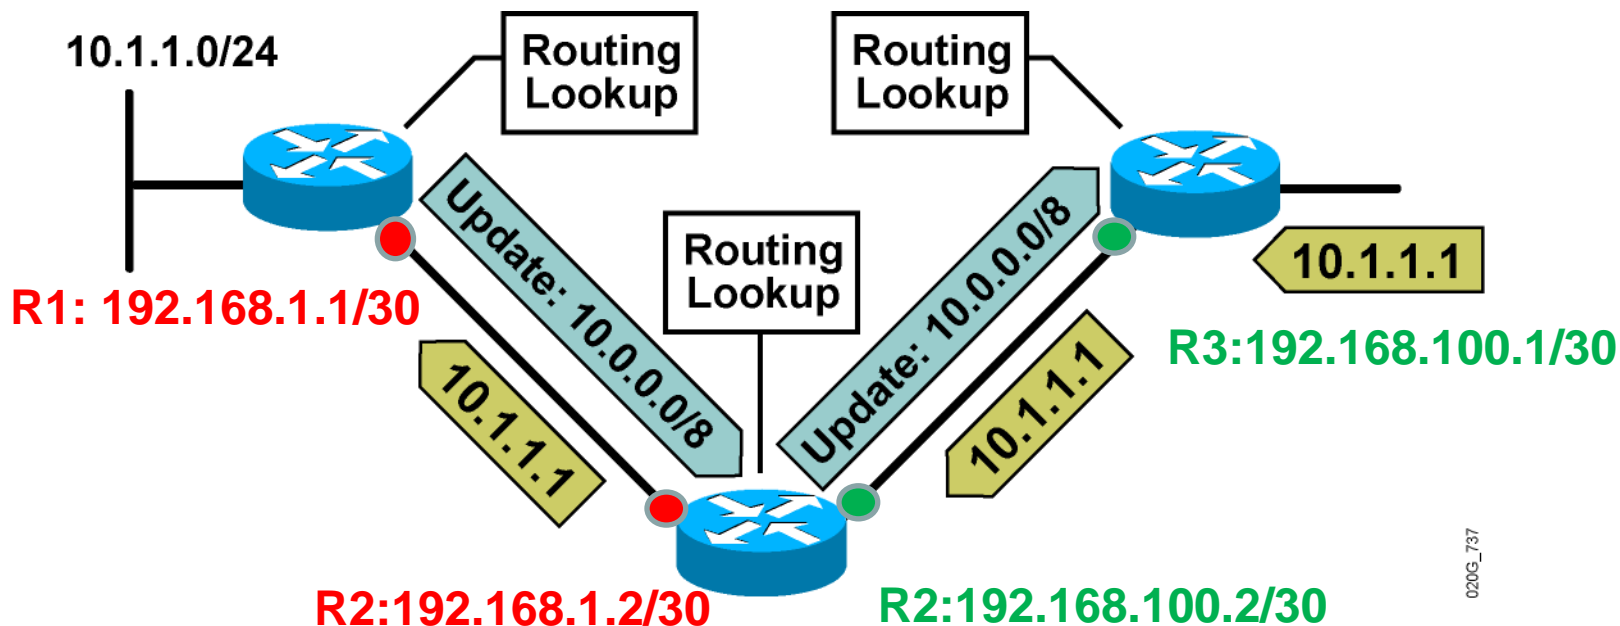 10.1.1.0/24
Routing
Lookup
Routing
Lookup
Update: 10.0.0.0/8
Update: 10.0.0.0/8
Routing
Lookup
10.1.1.1
R1: 192.168.1.1/30
R3:192.168.100.1/30
10.1.1.1
10.1.1.1
R2:192.168.1.2/30
R2:192.168.100.2/30
020G_737